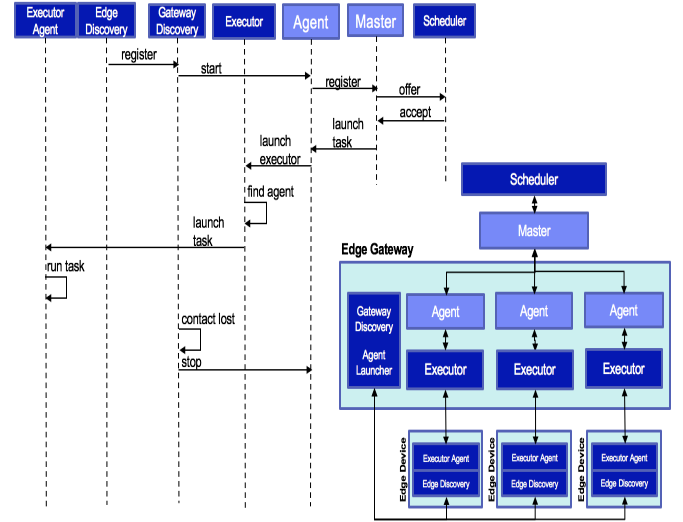 Executor
Agent
Edge
Discovery
Gateway
Discovery
Executor
Agent
Master
Scheduler
register
start
register
offer
accept
launch
task
launch
executor
find agent
launch
task
run task
contact lost
stop
Scheduler
Master
Edge Gateway
Gateway
Discovery
Agent
Launcher
Agent
Agent
Agent
Executor
Executor
Executor
Edge Device
Executor Agent
Edge Discovery
Edge Device
Executor Agent
Edge Discovery
Edge Device
Executor Agent
Edge Discovery